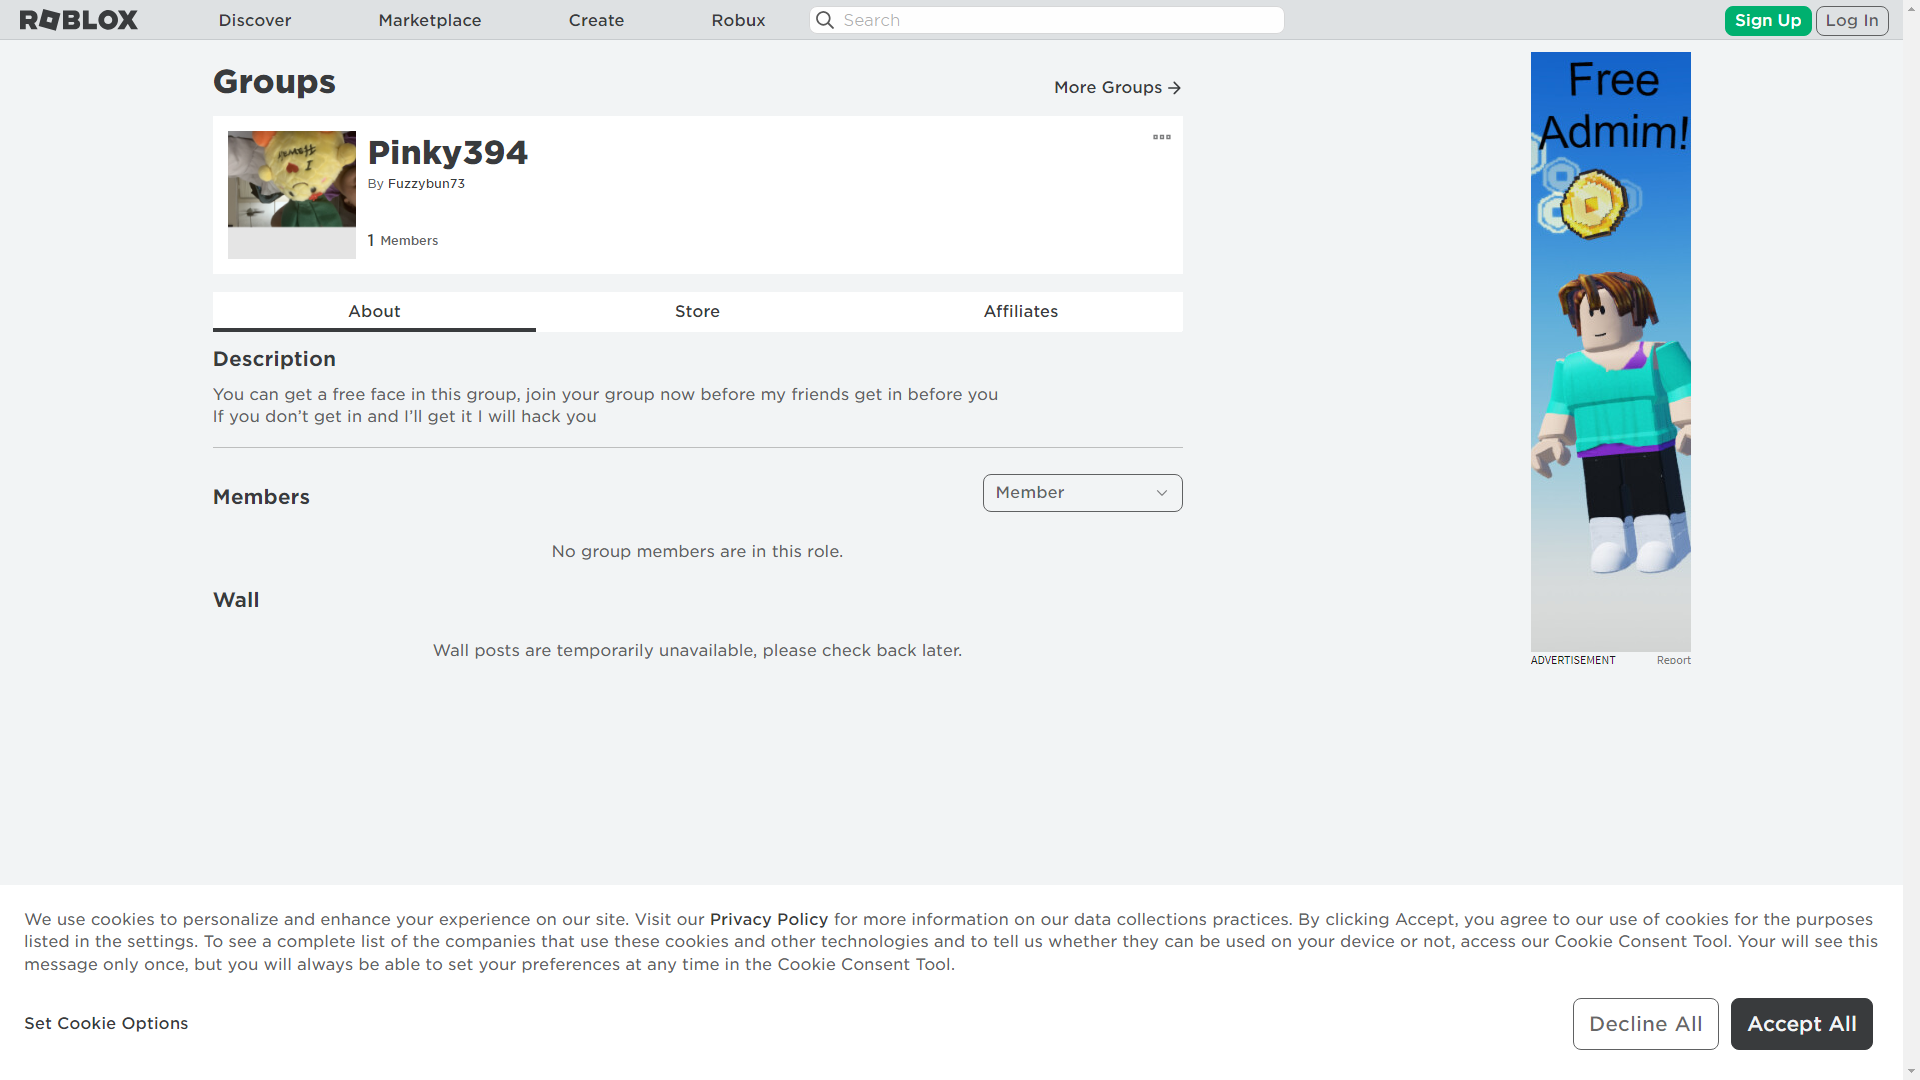 ROBLOX Discover Marketplace Create Robux Search Sign Up Log In
Groups
More Groups
Pinky394
By Fuzzybun73
1 Members
About Store Affiliates
Description
You can get a free face in this group, join your group now before my friends get in before you
If you don’t get in and I’ll get it I will hack you
Members
Member
No group members are in this role.
Wall
Wall posts are temporarily unavailable, please check back later.
Free
Admim!
ADVERTISEMENT Report
We use cookies to personalize and enhance your experience on our site. Visit our Privacy Policy for more information on our data collections practices. By clicking Accept, you agree to our use of cookies for the purposes
listed in the settings. To see a complete list of the companies that use these cookies and other technologies and to tell us whether they can be used on your device or not, access our Cookie Consent Tool. Your will see this
message only once, but you will always be able to set your preferences at any time in the Cookie Consent Tool.
Set Cookie Options
Decline All
Accept All